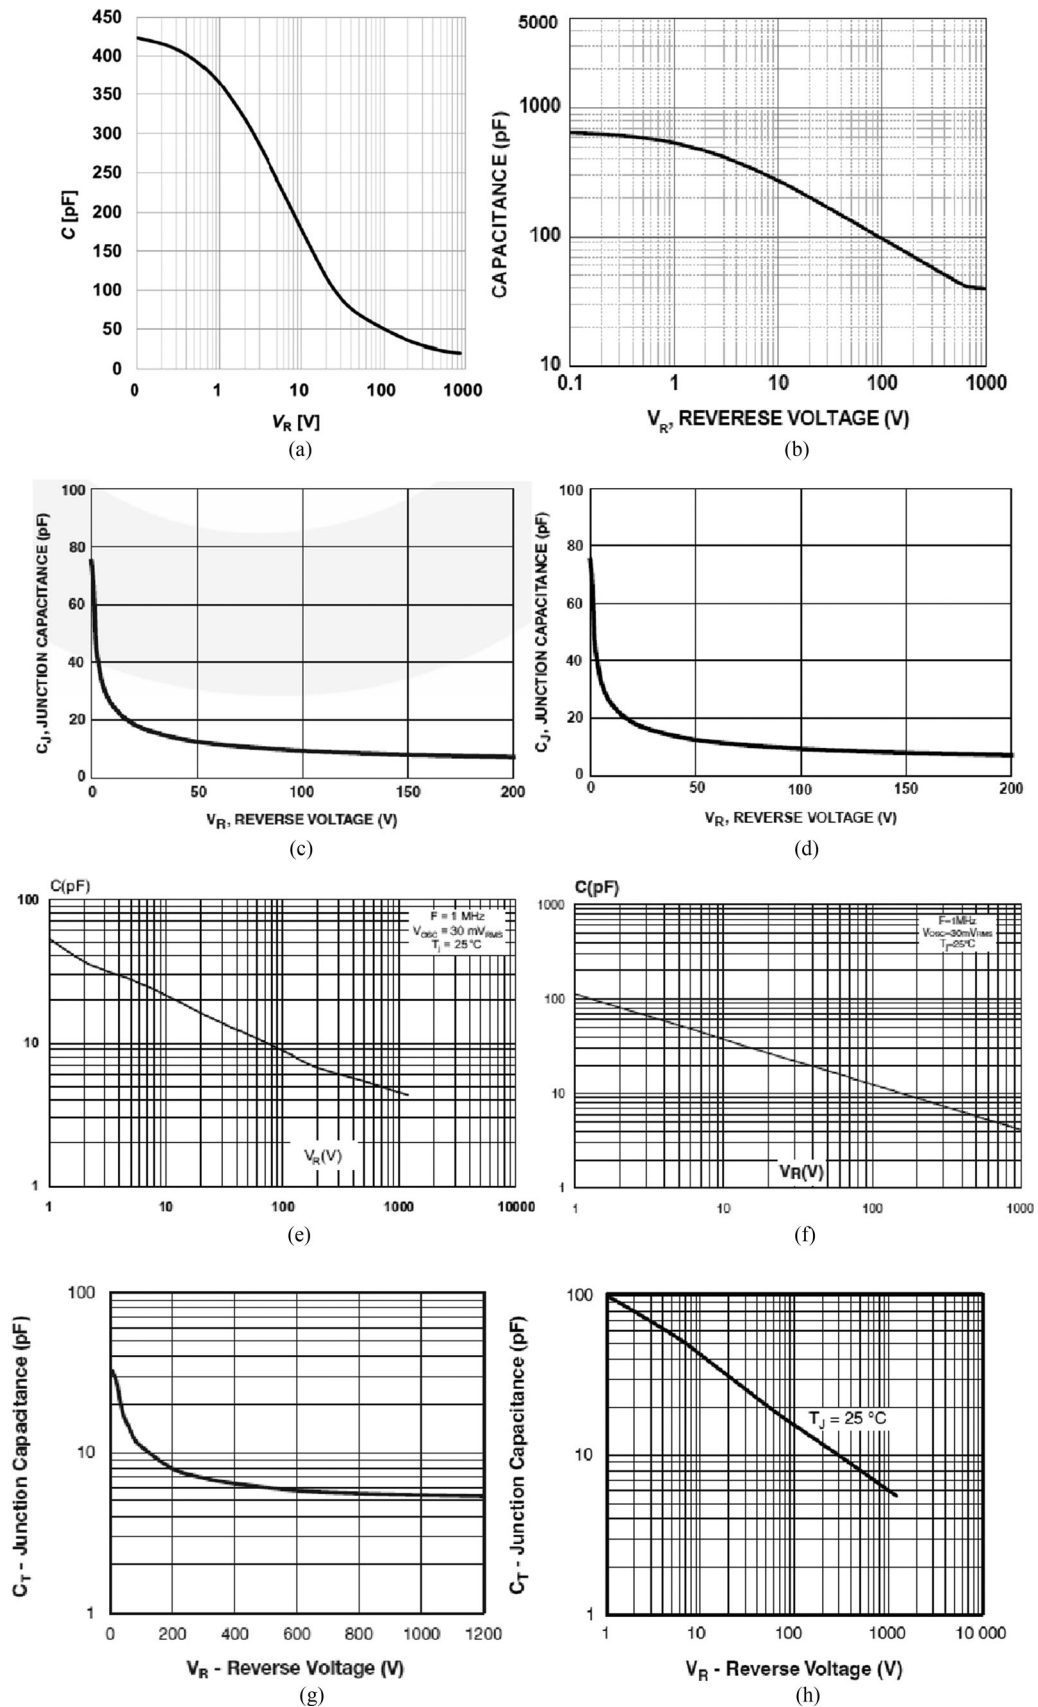 450
400
350
300
250
200
150
100
50
0
C [pF]
0 1 10 100 1000
V_R [V]
(a)
5000
1000
100
10
CAPACITANCE (pF)
0.1 1 10 100 1000
V_R, REVERESE VOLTAGE (V)
(b)
100
80
60
40
20
0
C_J, JUNCTION CAPACITANCE (pF)
0 50 100 150 200
V_R, REVERSE VOLTAGE (V)
(c)
100
80
60
40
20
0
C_J, JUNCTION CAPACITANCE (pF)
0 50 100 150 200
V_R, REVERSE VOLTAGE (V)
(d)
C(pF)
100
10
1
F = 1 MHz
V_OSC = 30 mV_RMS
T_j = 25 °C
V_R(V)
1 10 100 1000 10000
(e)
C(pF)
1000
100
10
1
F=1MHz
V_OSC=30mV_RMS
T_j=25°C
V_R(V)
1 10 100 1000
(f)
100
10
1
C_T - Junction Capacitance (pF)
0 200 400 600 800 1000 1200
V_R - Reverse Voltage (V)
(g)
100
10
1
C_T - Junction Capacitance (pF)
T_J = 25 °C
1 10 100 1000 10 000
V_R - Reverse Voltage (V)
(h)